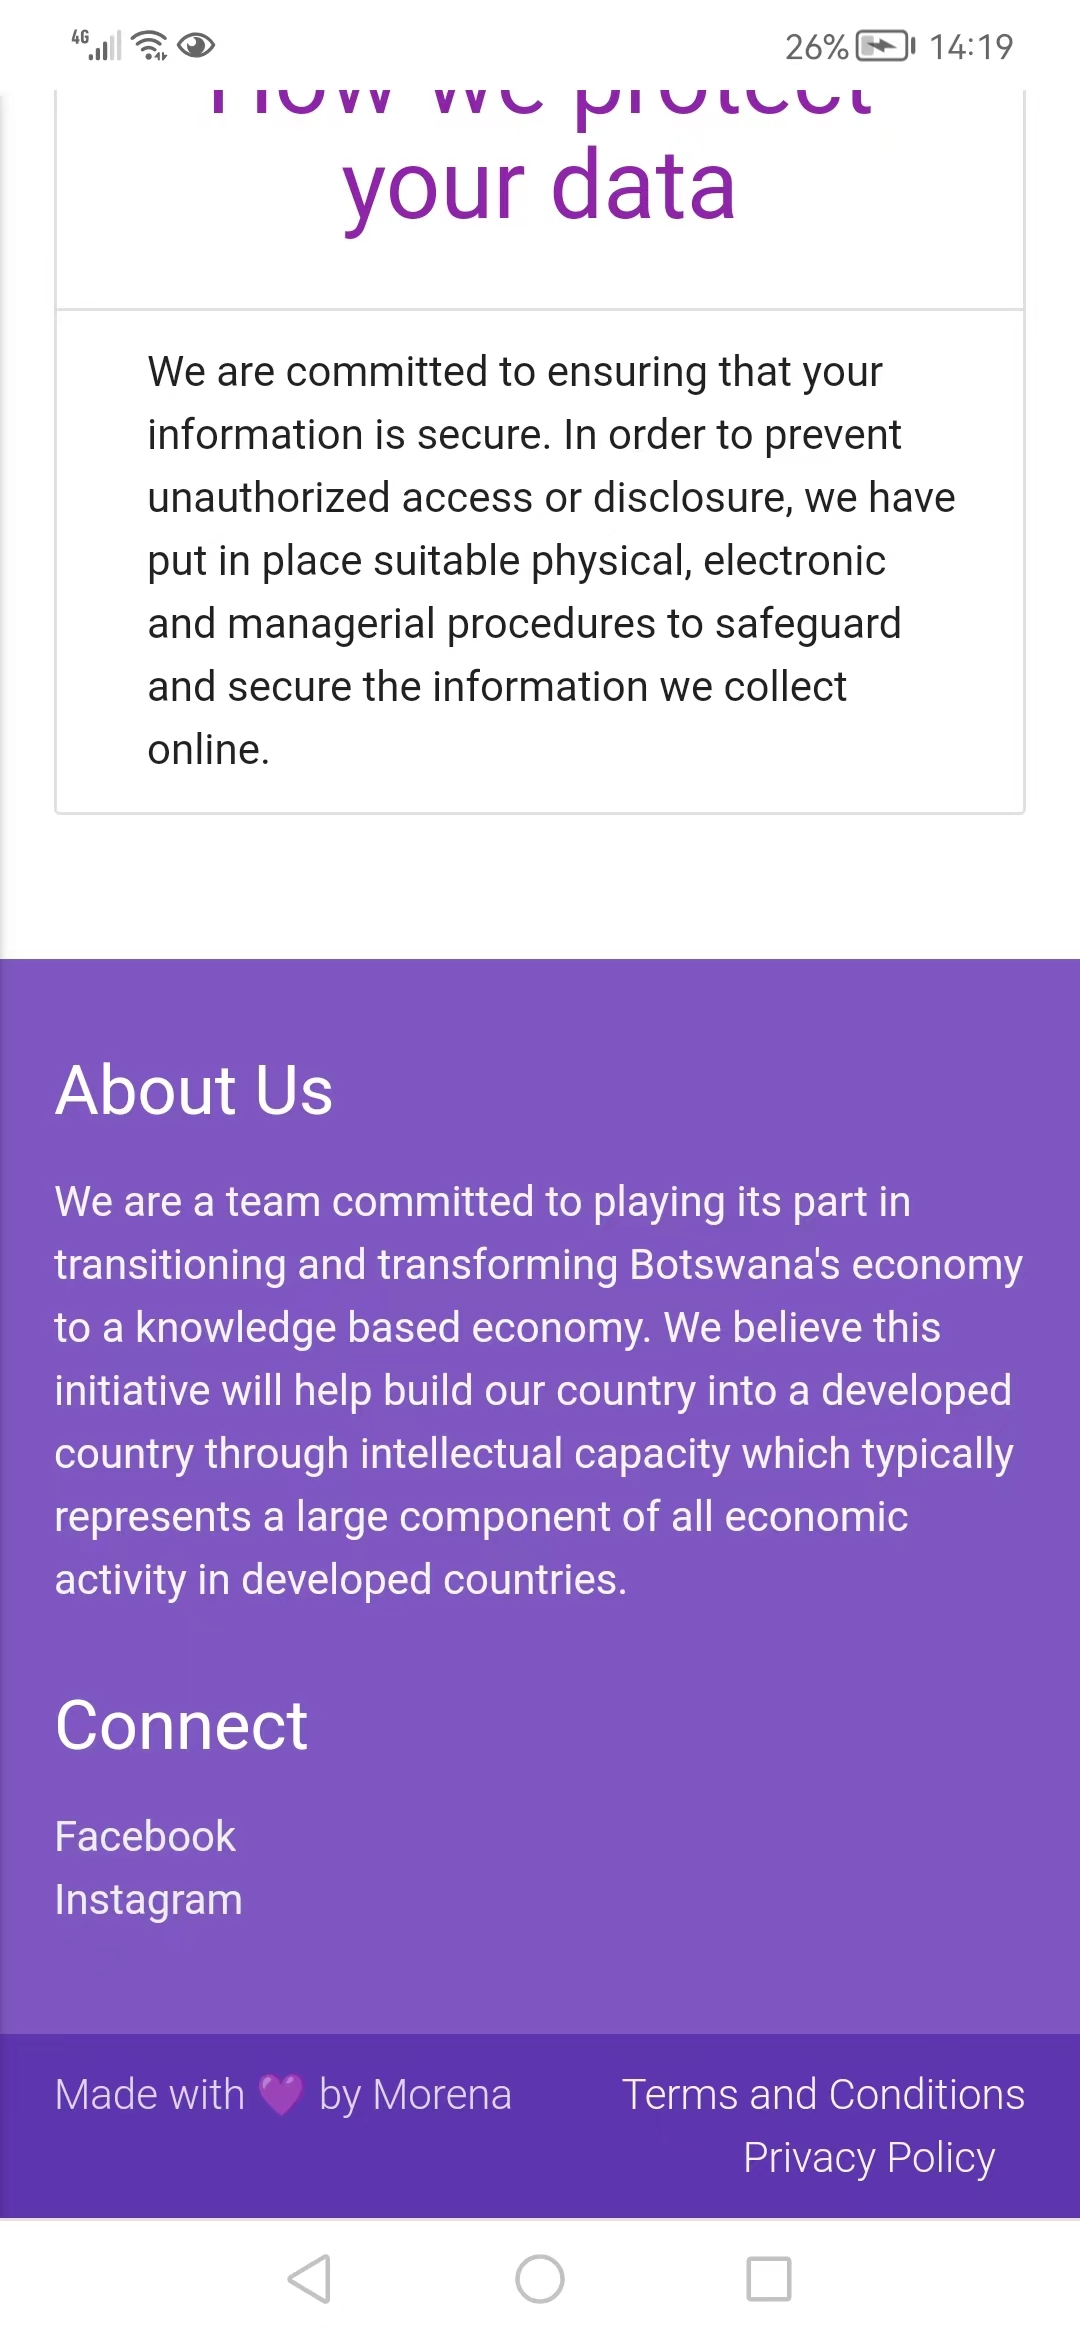 4G 26% 14:19
How we protect
your data
We are committed to ensuring that your
information is secure. In order to prevent
unauthorized access or disclosure, we have
put in place suitable physical, electronic
and managerial procedures to safeguard
and secure the information we collect
online.
About Us
We are a team committed to playing its part in
transitioning and transforming Botswana's economy
to a knowledge based economy. We believe this
initiative will help build our country into a developed
country through intellectual capacity which typically
represents a large component of all economic
activity in developed countries.
Connect
Facebook
Instagram
Made with 💜 by Morena Terms and Conditions
Privacy Policy